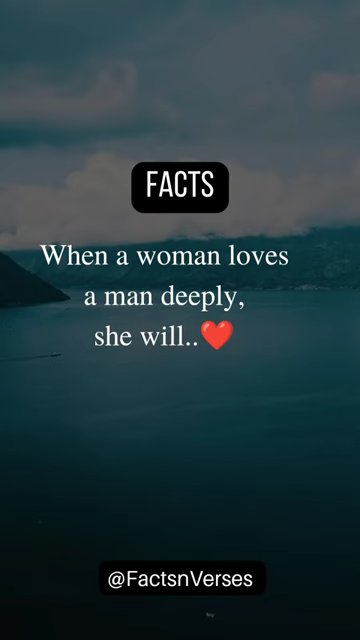 FACTS
When a woman loves
a man deeply,
she will..❤️
@FactsnVerses